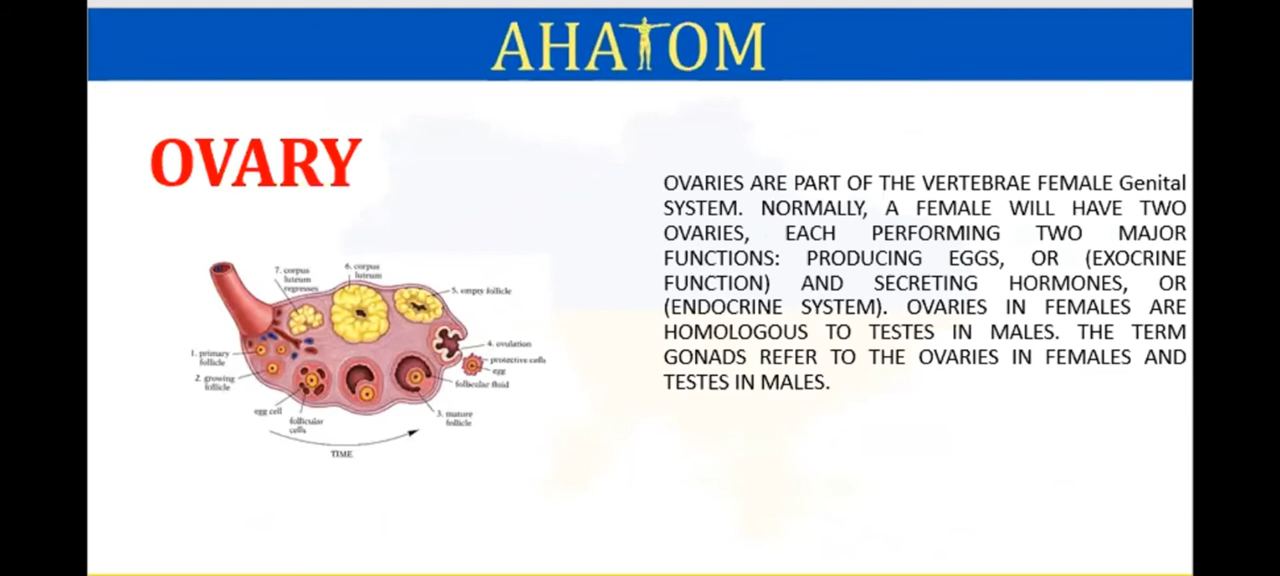 AHATOM
OVARY
OVARIES ARE PART OF THE VERTEBRAE FEMALE Genital
SYSTEM. NORMALLY, A FEMALE WILL HAVE TWO
OVARIES, EACH PERFORMING TWO MAJOR
FUNCTIONS: PRODUCING EGGS, OR (EXOCRINE
FUNCTION) AND SECRETING HORMONES, OR
(ENDOCRINE SYSTEM). OVARIES IN FEMALES ARE
HOMOLOGOUS TO TESTES IN MALES. THE TERM
GONADS REFER TO THE OVARIES IN FEMALES AND
TESTES IN MALES.
7. corpus
luteum
regresses
6. corpus
luteum
5. empty follicle
4. ovulation
protective cells
egg
follicular fluid
3. mature
follicle
1. primary
follicle
2. growing
follicle
egg cell
follicular
cells
TIME